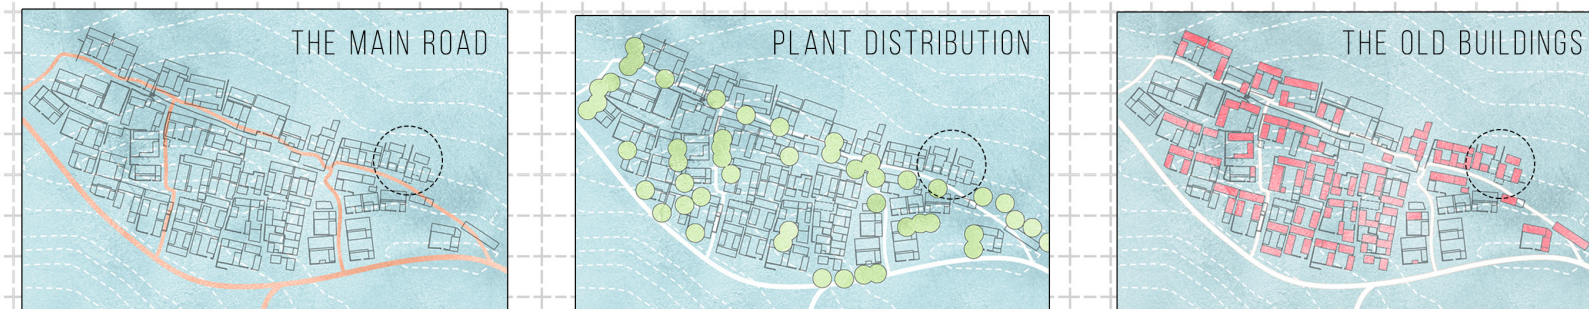 THE MAIN ROAD
PLANT DISTRIBUTION
THE OLD BUILDINGS